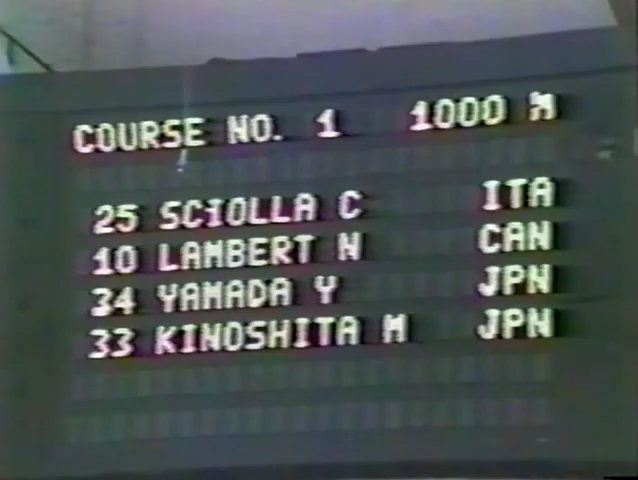 COURSE NO. 1 1000 M
25 SCIOLLA C ITA
10 LAMBERT N CAN
34 YAMADA Y JPN
33 KINOSHITA M JPN